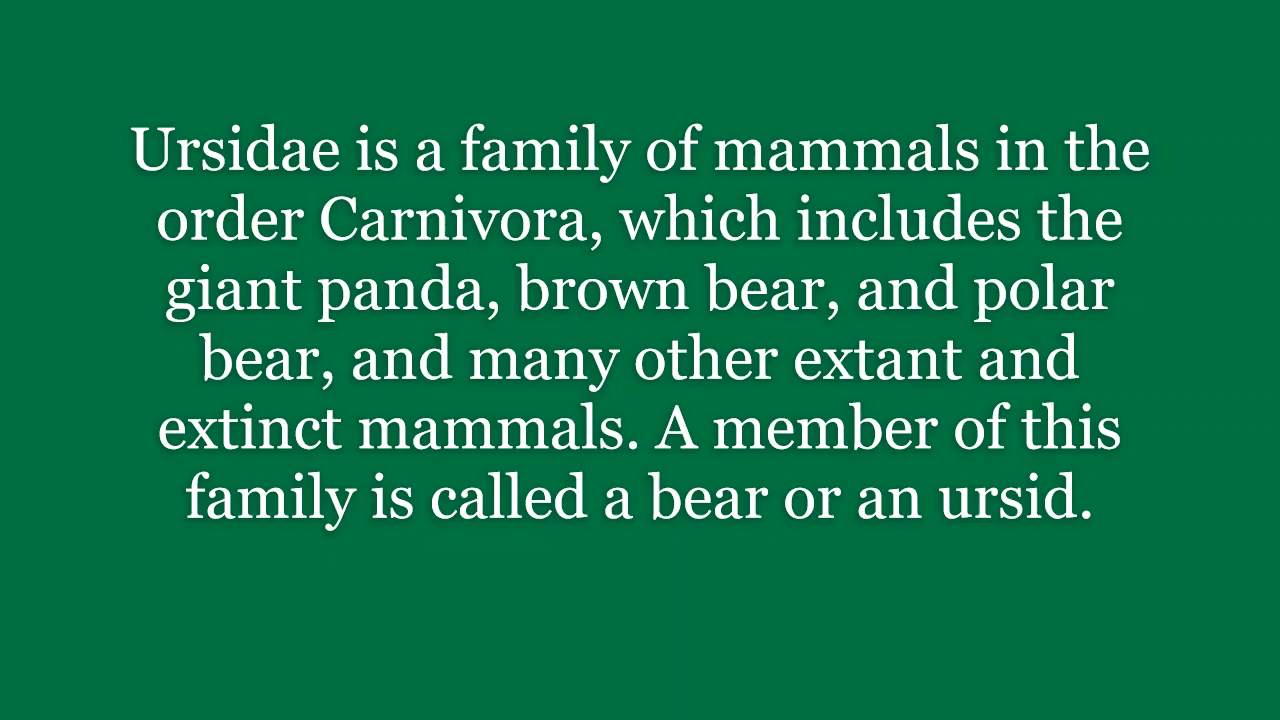 Ursidae is a family of mammals in the
order Carnivora, which includes the
giant panda, brown bear, and polar
bear, and many other extant and
extinct mammals. A member of this
family is called a bear or an ursid.